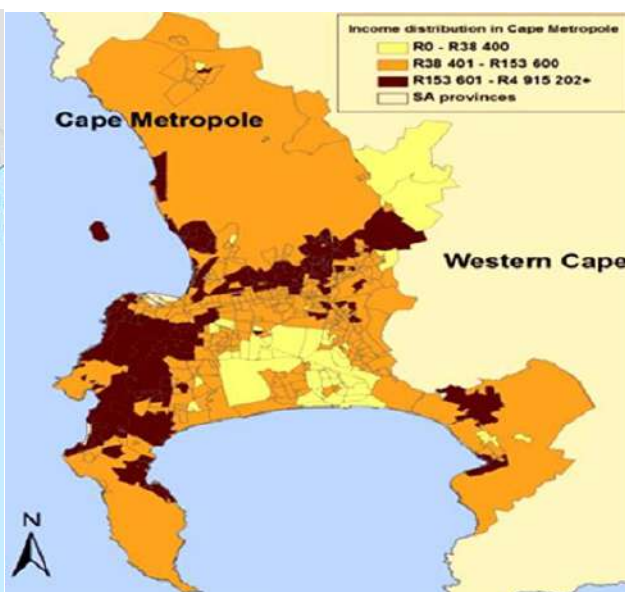 Income distribution in Cape Metropole
R0 - R38 400
R38 401 - R153 600
R153 601 - R4 915 202+
SA provinces
Cape Metropole
Western Cape
N